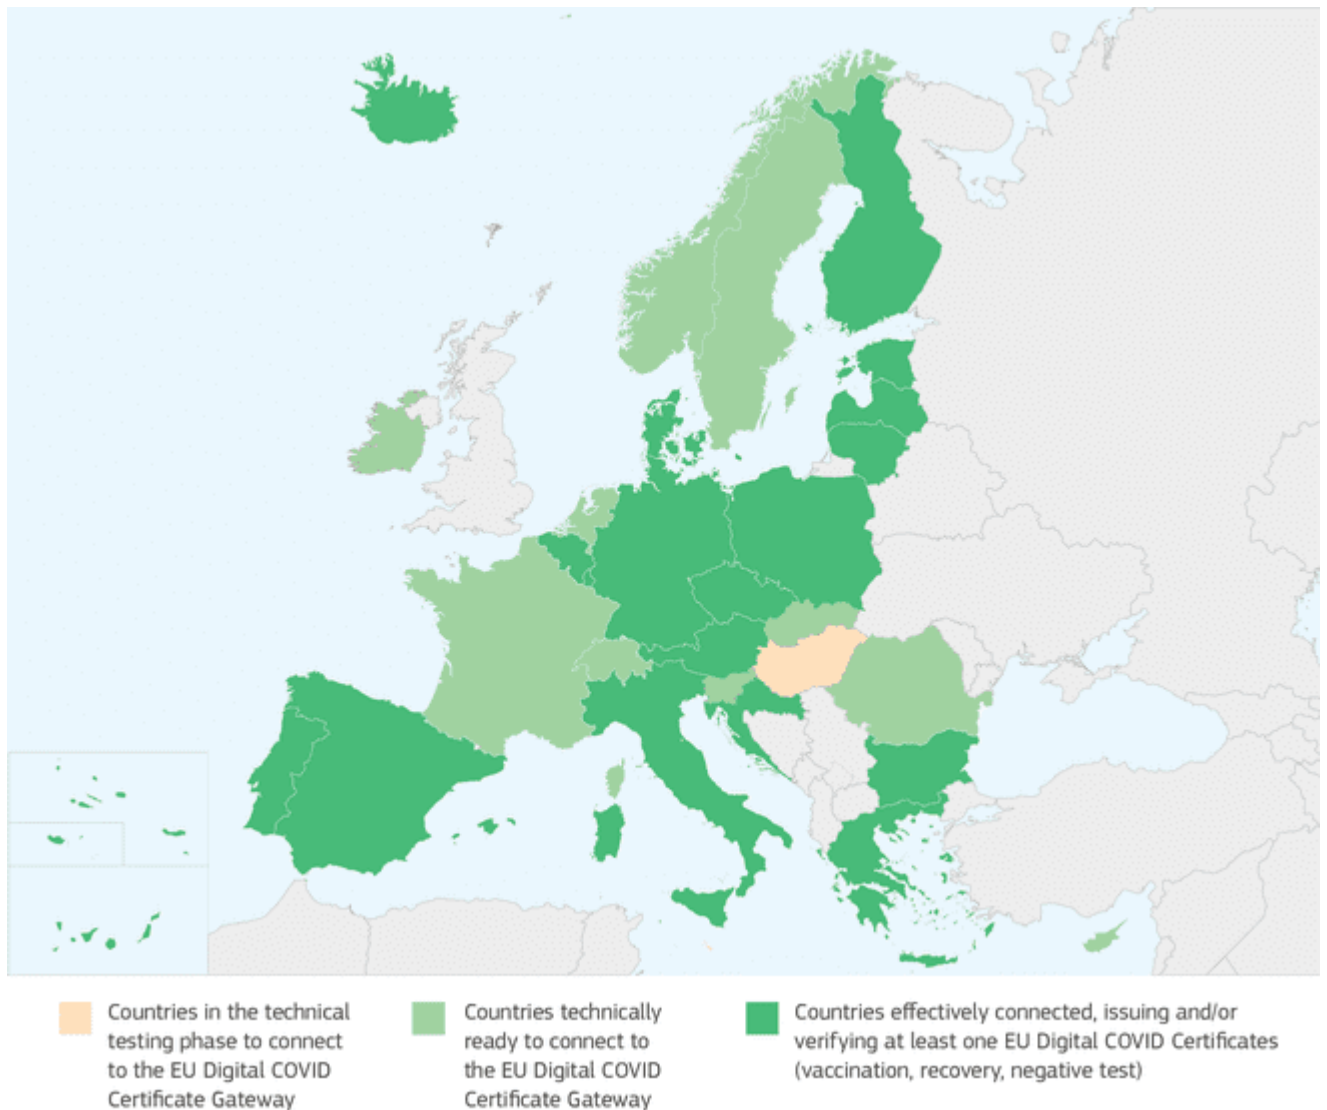 Countries in the technical
testing phase to connect
to the EU Digital COVID
Certificate Gateway
Countries technically
ready to connect to
the EU Digital COVID
Certificate Gateway
Countries effectively connected, issuing and/or
verifying at least one EU Digital COVID Certificates
(vaccination, recovery, negative test)